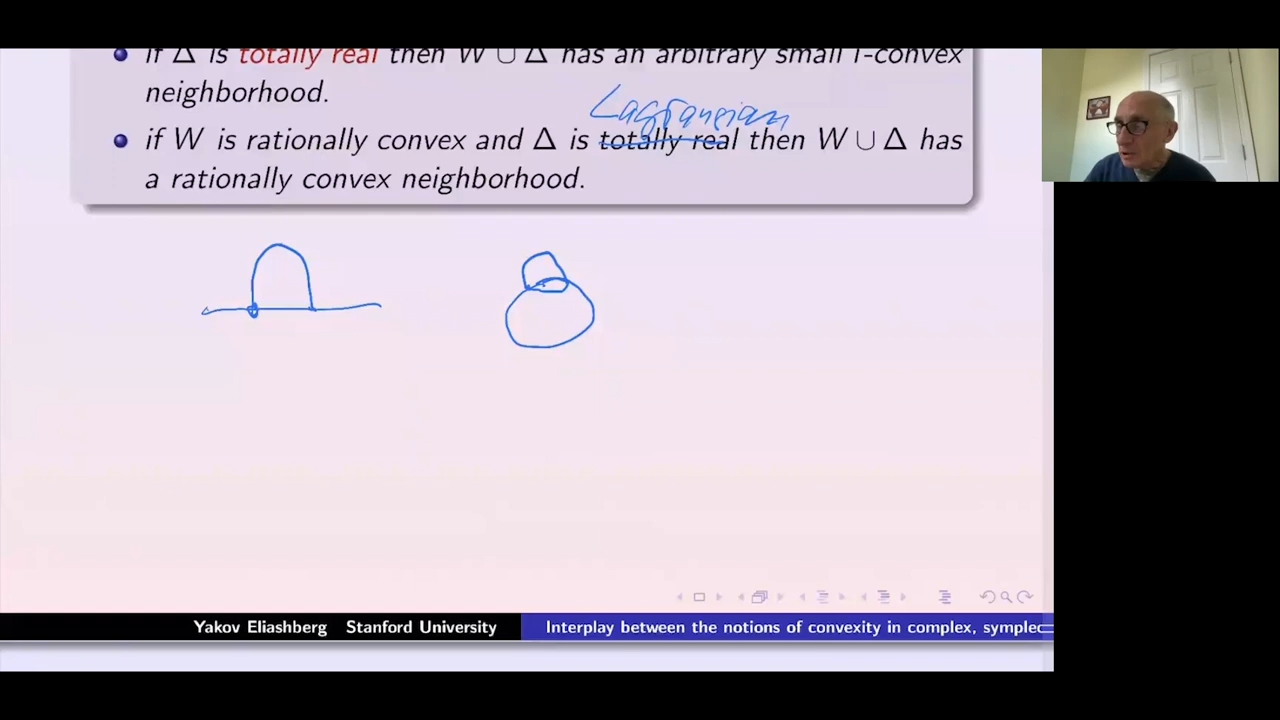 if Δ is totally real then W ∪ Δ has an arbitrary small i-convex
neighborhood.
Lagrangian
if W is rationally convex and Δ is totally real then W ∪ Δ has
a rationally convex neighborhood.
Yakov Eliashberg Stanford University Interplay between the notions of convexity in complex, symplec